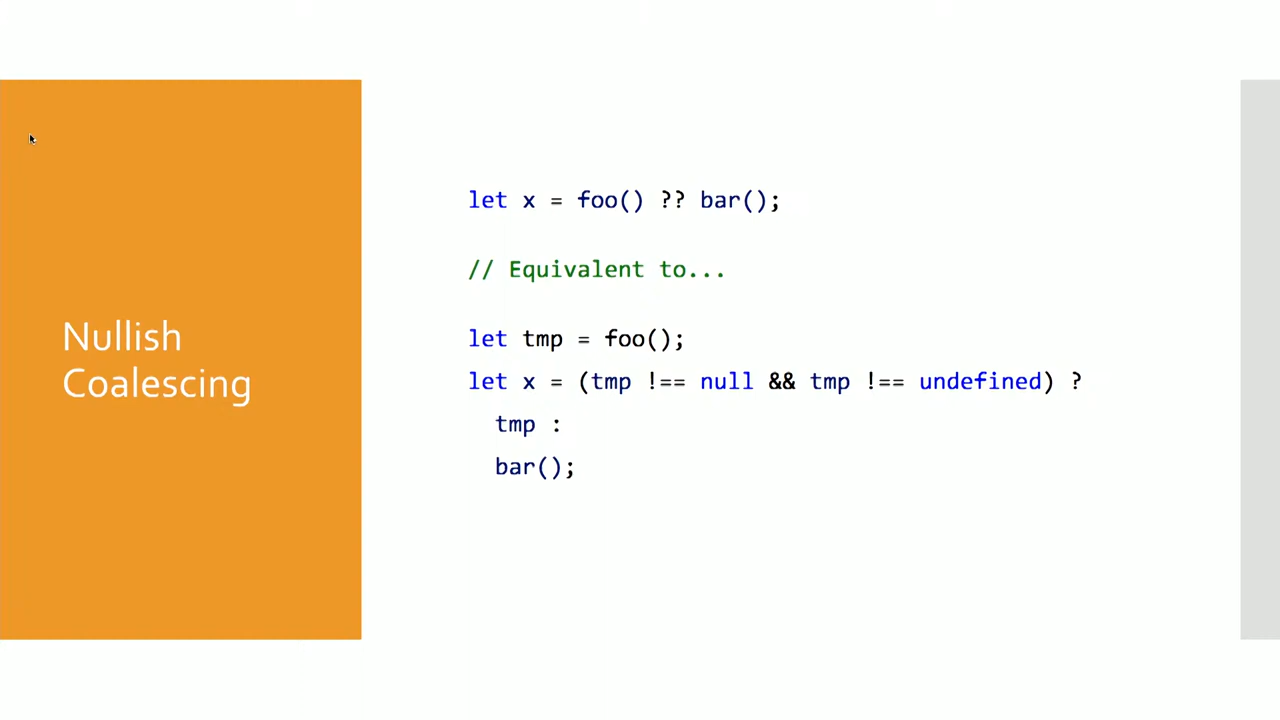 Nullish
Coalescing
let x = foo() ?? bar();
// Equivalent to...
let tmp = foo();
let x = (tmp !== null && tmp !== undefined) ?
tmp :
bar();